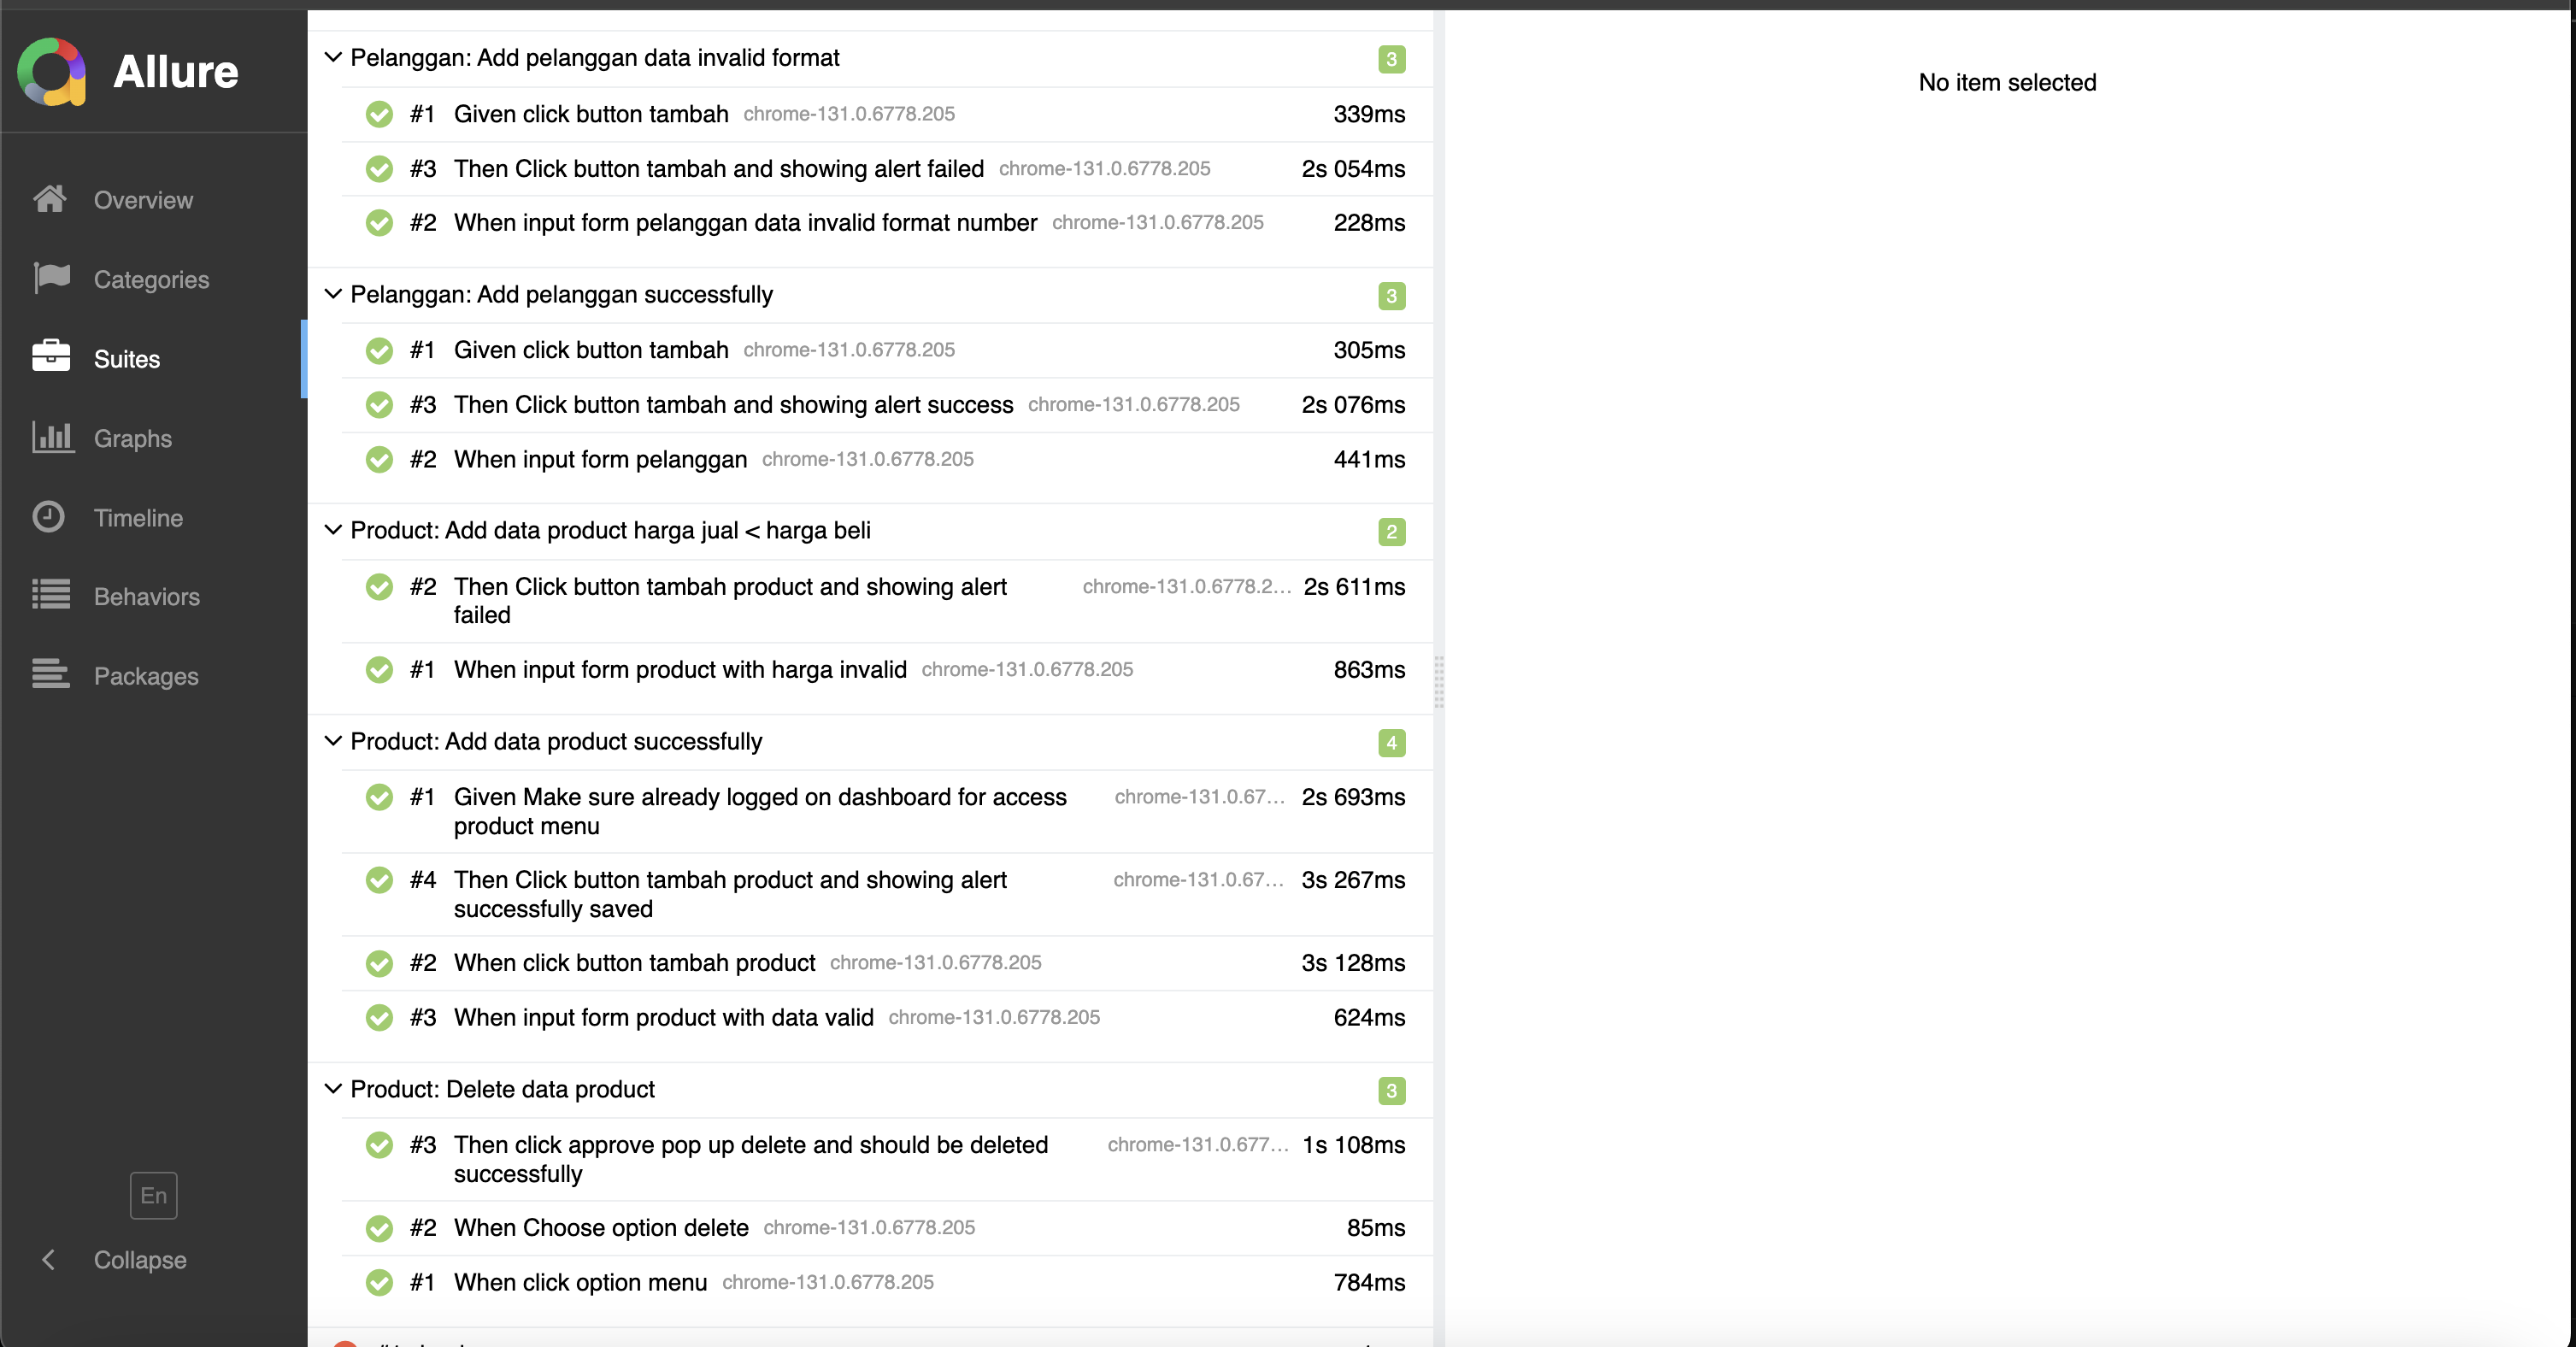 Allure
Overview
Categories
Suites
Graphs
Timeline
Behaviors
Packages
En
Collapse
Pelanggan: Add pelanggan data invalid format 3
#1 Given click button tambah chrome-131.0.6778.205 339ms
#3 Then Click button tambah and showing alert failed chrome-131.0.6778.205 2s 054ms
#2 When input form pelanggan data invalid format number chrome-131.0.6778.205 228ms
Pelanggan: Add pelanggan successfully 3
#1 Given click button tambah chrome-131.0.6778.205 305ms
#3 Then Click button tambah and showing alert success chrome-131.0.6778.205 2s 076ms
#2 When input form pelanggan chrome-131.0.6778.205 441ms
Product: Add data product harga jual < harga beli 2
#2 Then Click button tambah product and showing alert chrome-131.0.6778.2... 2s 611ms
failed
#1 When input form product with harga invalid chrome-131.0.6778.205 863ms
Product: Add data product successfully 4
#1 Given Make sure already logged on dashboard for access chrome-131.0.67... 2s 693ms
product menu
#4 Then Click button tambah product and showing alert chrome-131.0.67... 3s 267ms
successfully saved
#2 When click button tambah product chrome-131.0.6778.205 3s 128ms
#3 When input form product with data valid chrome-131.0.6778.205 624ms
Product: Delete data product 3
#3 Then click approve pop up delete and should be deleted chrome-131.0.677... 1s 108ms
successfully
#2 When Choose option delete chrome-131.0.6778.205 85ms
#1 When click option menu chrome-131.0.6778.205 784ms
No item selected